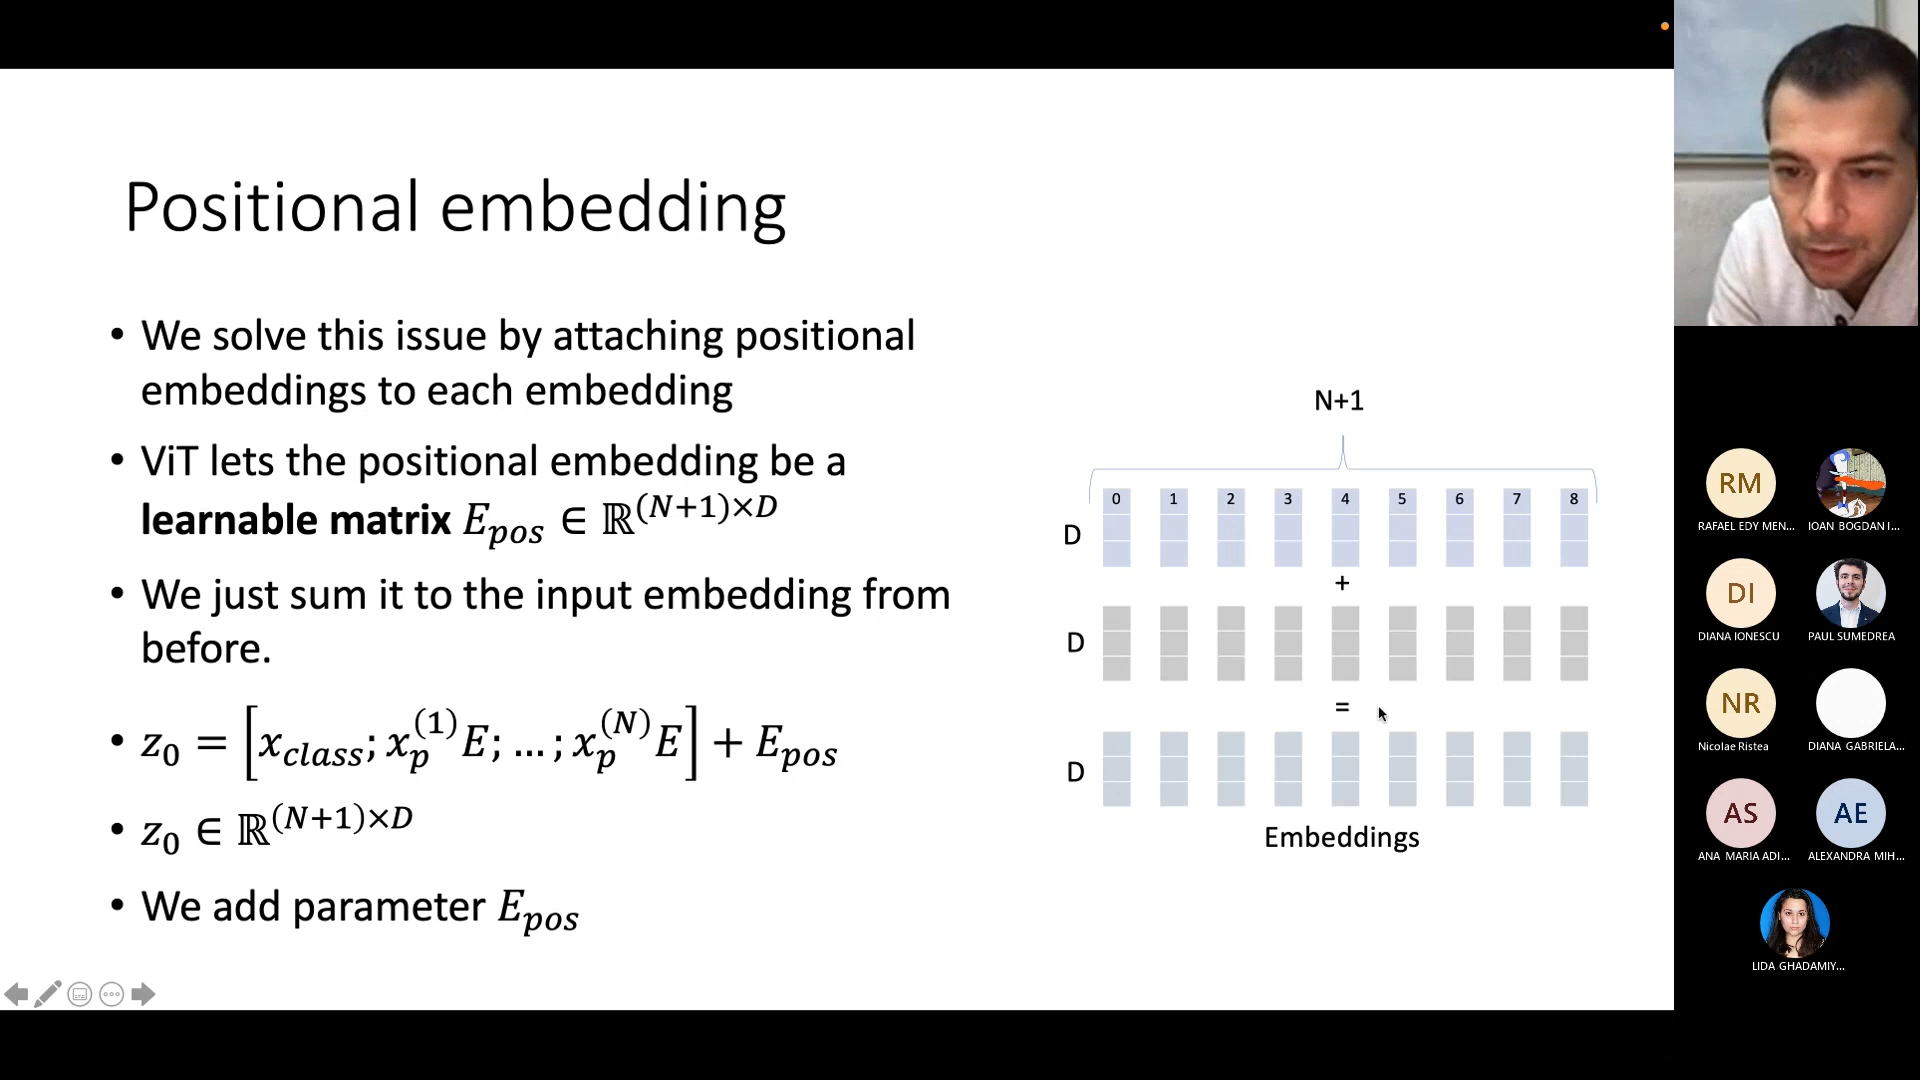 Positional embedding
• We solve this issue by attaching positional
embeddings to each embedding
• ViT lets the positional embedding be a
learnable matrix E_pos ∈ ℝ^(N+1)×D
• We just sum it to the input embedding from
before.
• z_0 = [x_class; x_p^(1) E; … ; x_p^(N) E] + E_pos
• z_0 ∈ ℝ^(N+1)×D
• We add parameter E_pos
N+1
0 1 2 3 4 5 6 7 8
D
+
D
=
D
Embeddings
RM
RAFAEL EDY MEN...
IOAN BOGDAN I...
DI
DIANA IONESCU
PAUL SUMEDREA
NR
Nicolae Ristea
DIANA GABRIELA...
AS
ANA MARIA ADI...
AE
ALEXANDRA MIH...
LIDA GHADAMIY...